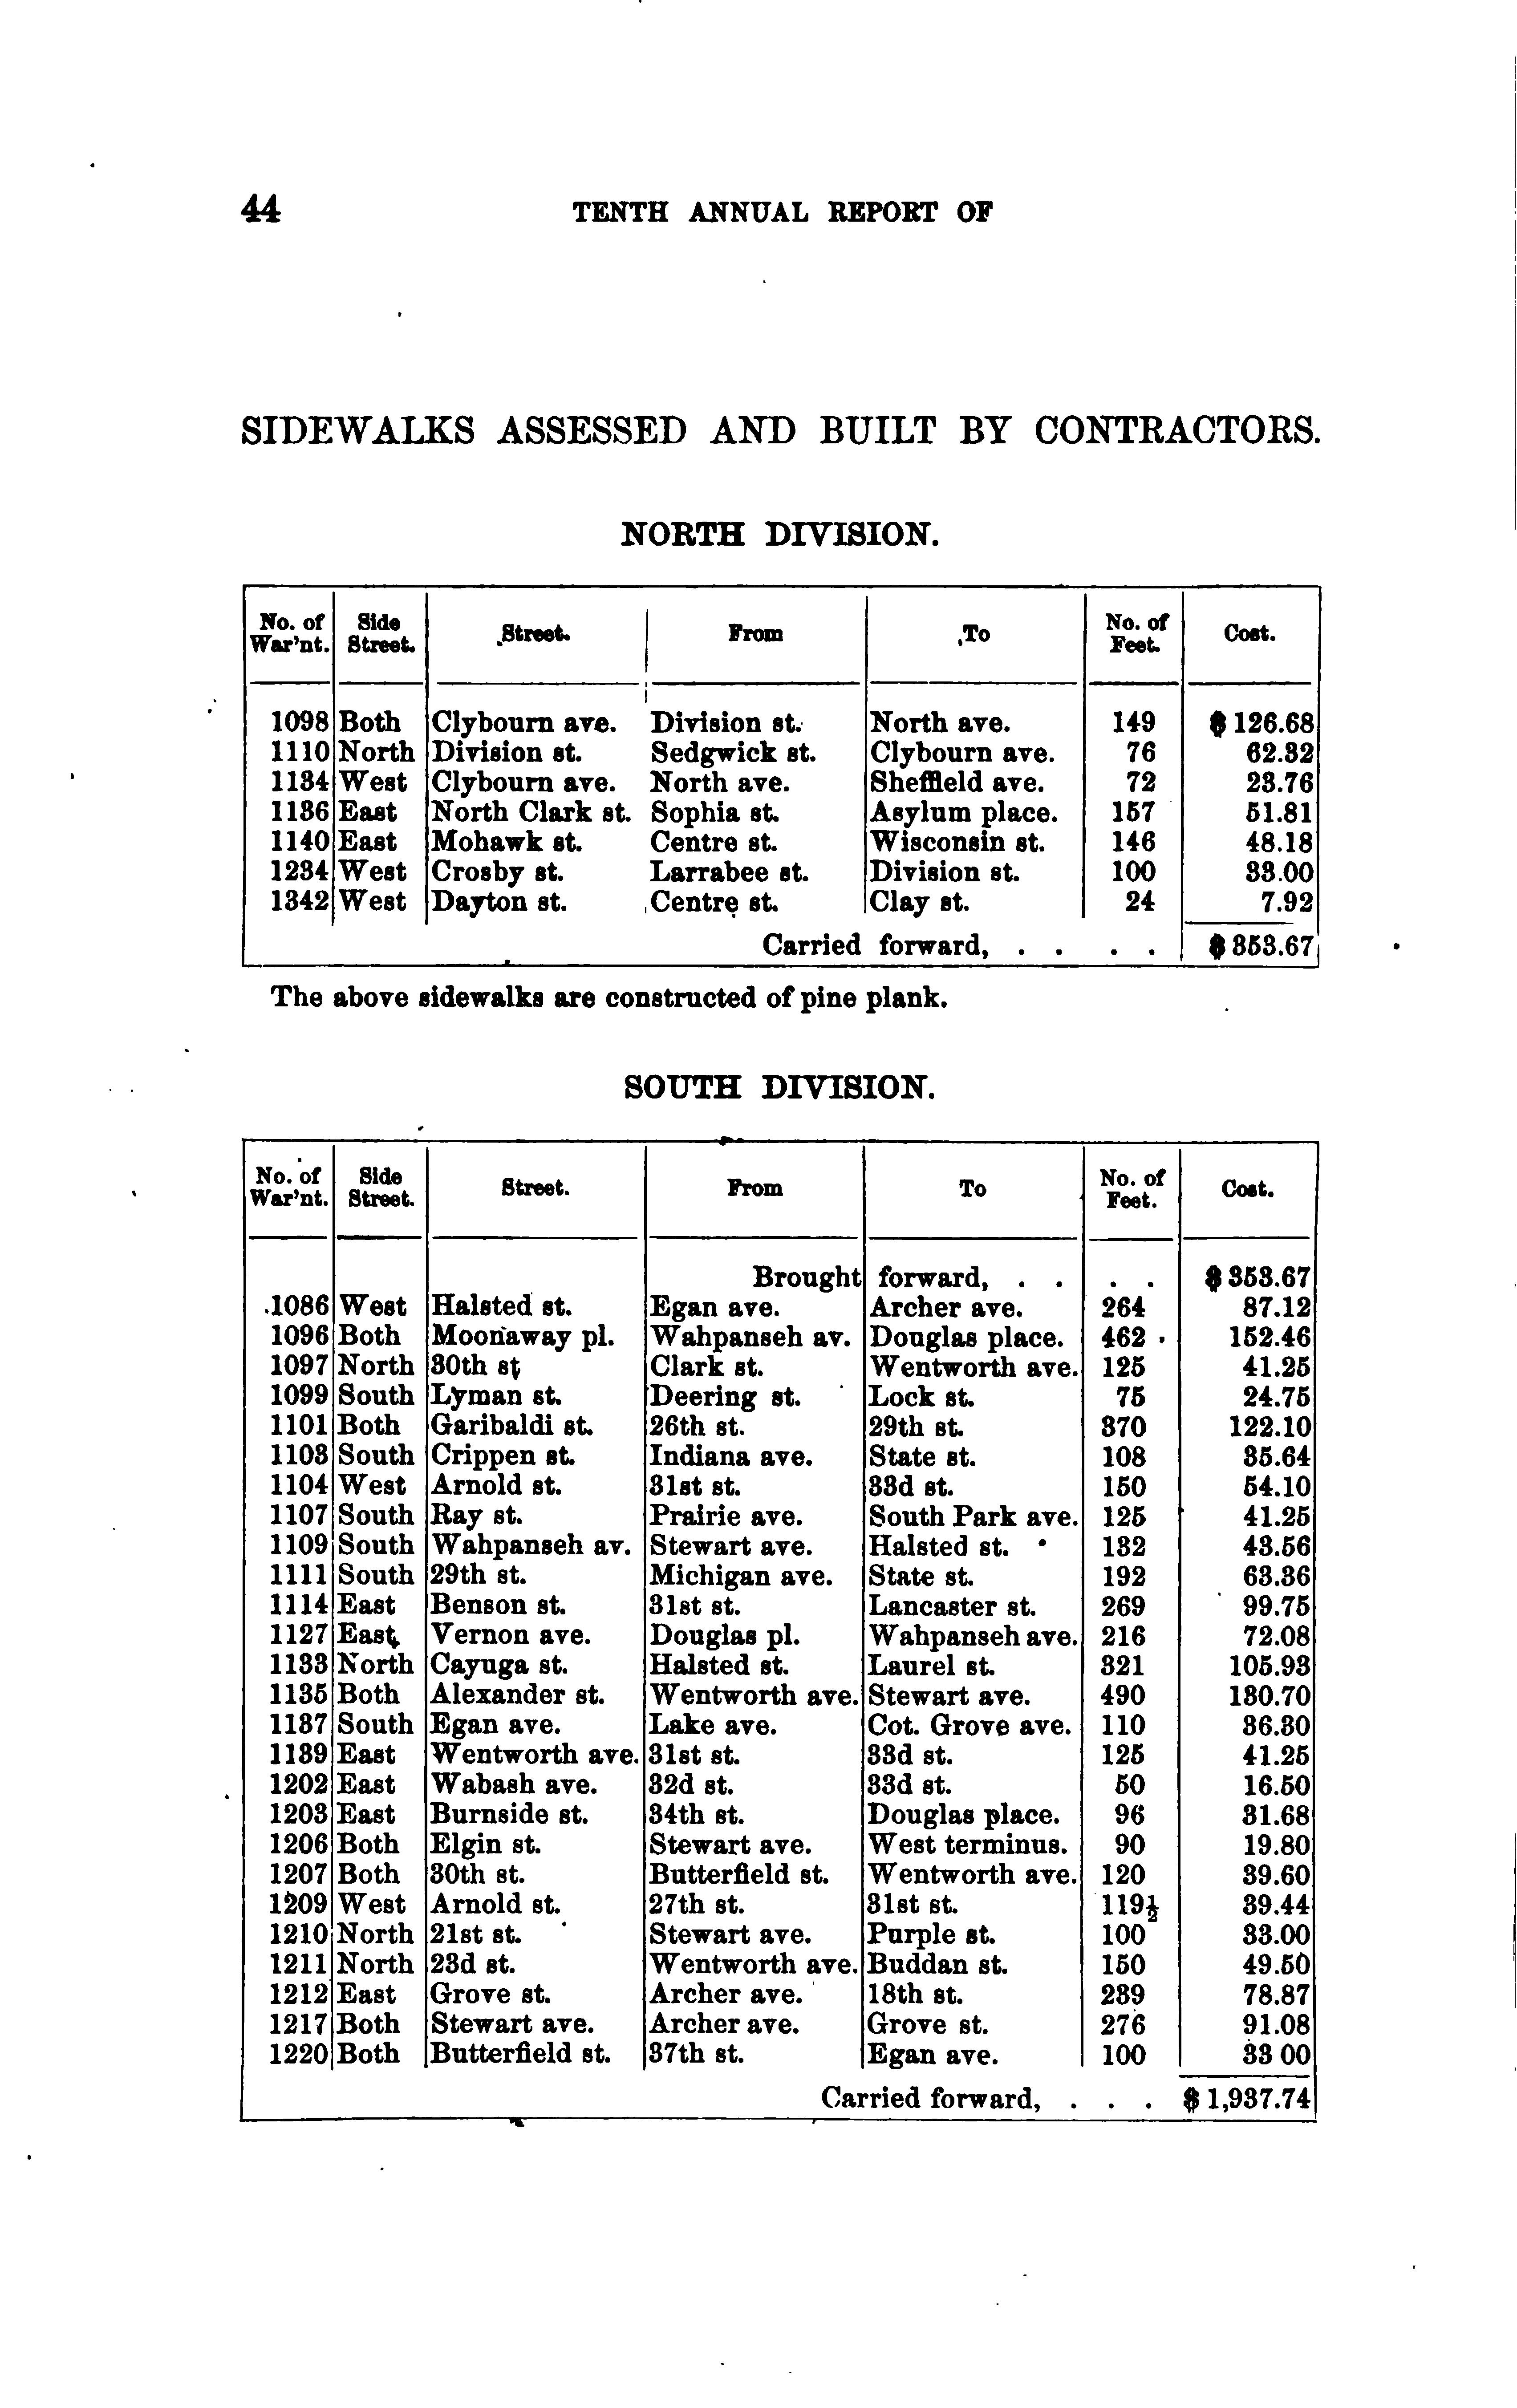 44 TENTH ANNUAL REPORT OF
SIDEWALKS ASSESSED AND BUILT BY CONTRACTORS.
NORTH DIVISION.
No. of War'nt. Side Street. Street. From To No. of Feet. Cost.
1098 Both Clybourn ave. Division st. North ave. 149 $ 126.68
1110 North Division st. Sedgwick st. Clybourn ave. 76 62.32
1134 West Clybourn ave. North ave. Sheffield ave. 72 23.76
1136 East North Clark st. Sophia st. Asylum place. 157 51.81
1140 East Mohawk st. Centre st. Wisconsin st. 146 48.18
1234 West Crosby st. Larrabee st. Division st. 100 33.00
1342 West Dayton st. Centre st. Clay st. 24 7.92
Carried forward, . . . . $ 353.67
The above sidewalks are constructed of pine plank.
SOUTH DIVISION.
No. of War'nt. Side Street. Street. From To No. of Feet. Cost.
Brought forward, . . . . $ 353.67
1086 West Halsted st. Egan ave. Archer ave. 264 87.12
1096 Both Moonaway pl. Wahpanseh av. Douglas place. 462 152.46
1097 North 30th st Clark st. Wentworth ave. 125 41.25
1099 South Lyman st. Deering st. Lock st. 75 24.75
1101 Both Garibaldi st. 26th st. 29th st. 370 122.10
1103 South Crippen st. Indiana ave. State st. 108 35.64
1104 West Arnold st. 31st st. 33d st. 150 54.10
1107 South Ray st. Prairie ave. South Park ave. 125 41.25
1109 South Wahpanseh av. Stewart ave. Halsted st. 132 43.56
1111 South 29th st. Michigan ave. State st. 192 63.36
1114 East Benson st. 31st st. Lancaster st. 269 99.75
1127 East Vernon ave. Douglas pl. Wahpanseh ave. 216 72.08
1133 North Cayuga st. Halsted st. Laurel st. 321 105.93
1135 Both Alexander st. Wentworth ave. Stewart ave. 490 130.70
1137 South Egan ave. Lake ave. Cot. Grove ave. 110 36.30
1139 East Wentworth ave. 31st st. 33d st. 125 41.25
1202 East Wabash ave. 32d st. 33d st. 50 16.50
1203 East Burnside st. 34th st. Douglas place. 96 31.68
1206 Both Elgin st. Stewart ave. West terminus. 90 19.80
1207 Both 30th st. Butterfield st. Wentworth ave. 120 39.60
1209 West Arnold st. 27th st. 31st st. 119½ 39.44
1210 North 21st st. Stewart ave. Purple st. 100 33.00
1211 North 23d st. Wentworth ave. Buddan st. 150 49.50
1212 East Grove st. Archer ave. 18th st. 239 78.87
1217 Both Stewart ave. Archer ave. Grove st. 276 91.08
1220 Both Butterfield st. 37th st. Egan ave. 100 33 00
Carried forward, . . . $ 1,937.74